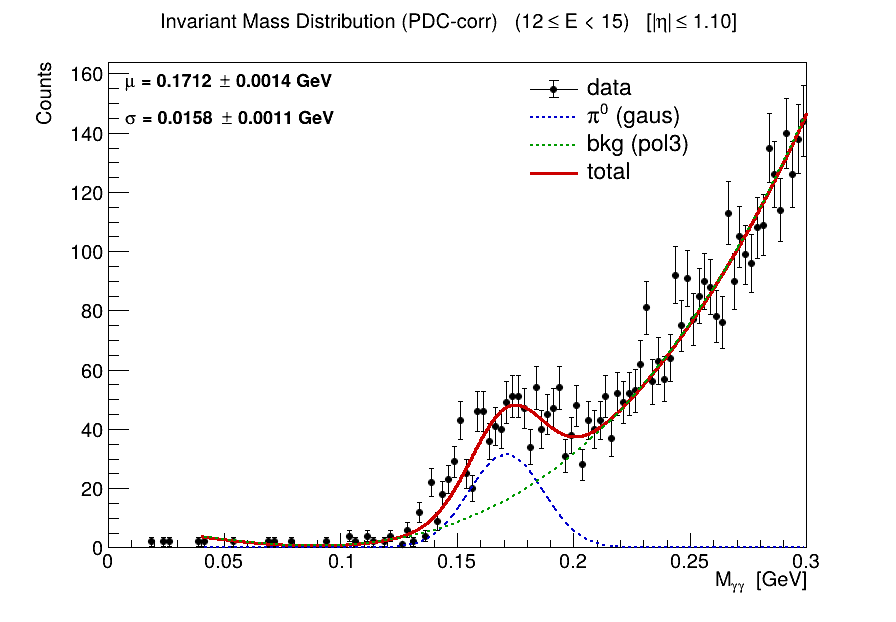 Invariant Mass Distribution (PDC-corr) (12 ≤ E < 15) [|η| ≤ 1.10]
μ = 0.1712 ± 0.0014 GeV
σ = 0.0158 ± 0.0011 GeV
data
π⁰ (gaus)
bkg (pol3)
total
Counts
160
140
120
100
80
60
40
20
0
0 0.05 0.1 0.15 0.2 0.25 0.3
M_γγ [GeV]